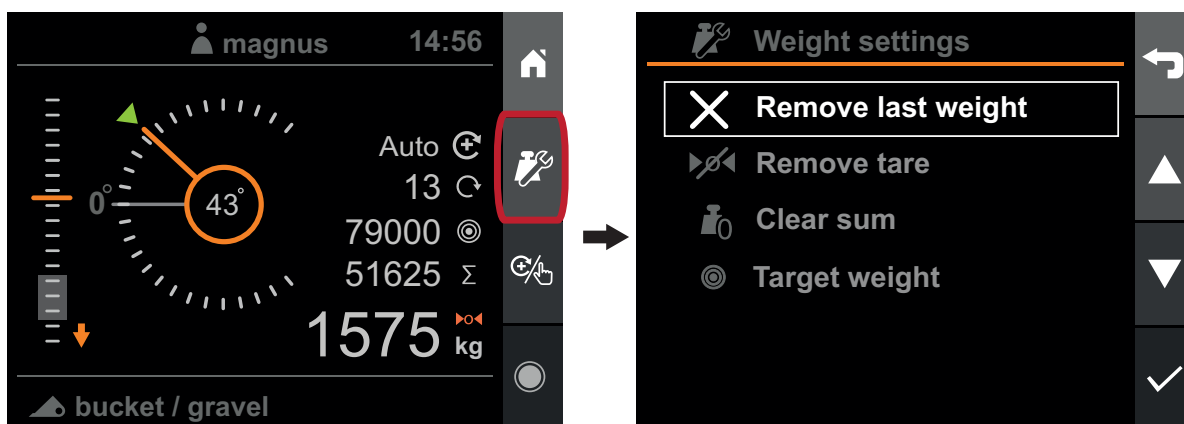 magnus 14:56
Auto
13
0°
43°
79000
51625 Σ
1575 kg
bucket / gravel
Weight settings
Remove last weight
Remove tare
0 Clear sum
Target weight